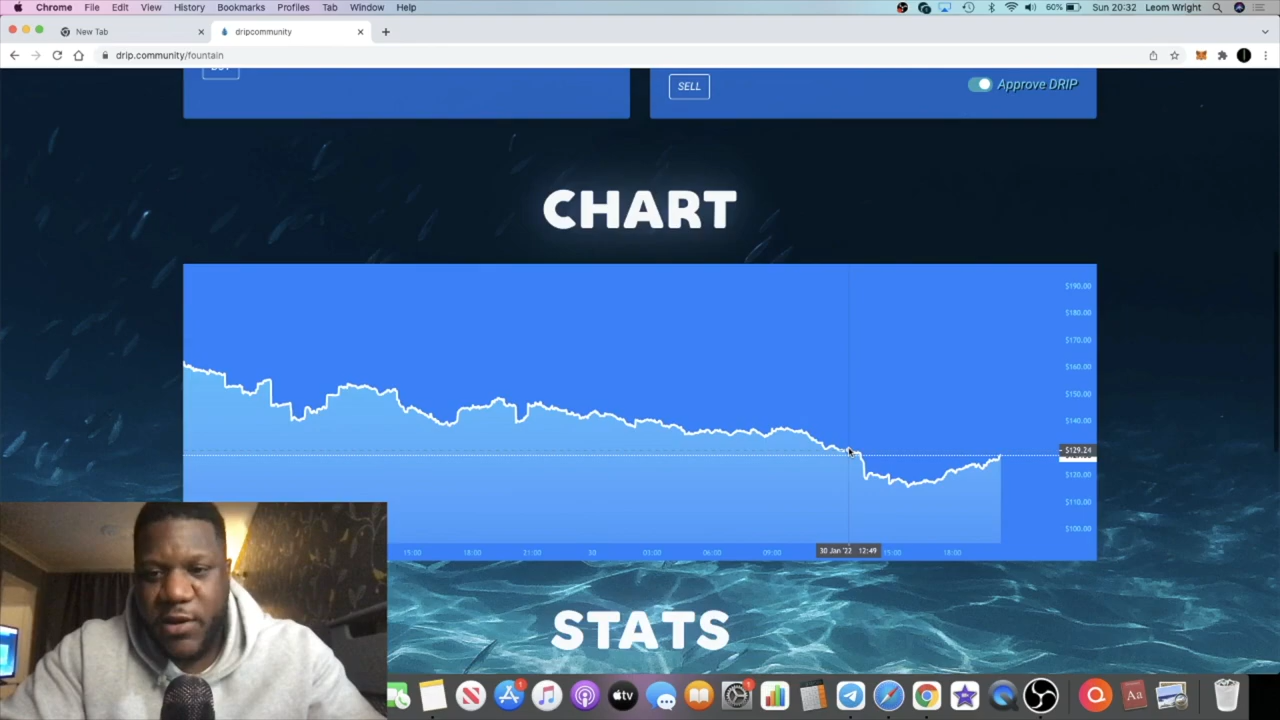 Chrome File Edit View History Bookmarks Profiles Tab Window Help 60% Sun 20:32 Leom Wright
New Tab dripcommunity
drip.community/fountain
SELL Approve DRIP
CHART
$190.00
$180.00
$170.00
$160.00
$150.00
$140.00
$129.24
$120.00
$110.00
$100.00
19:00 18:00 21:00 30 03:00 06:00 09:00 30 Jan '22 12:49 15:00 18:00
STATS
tv